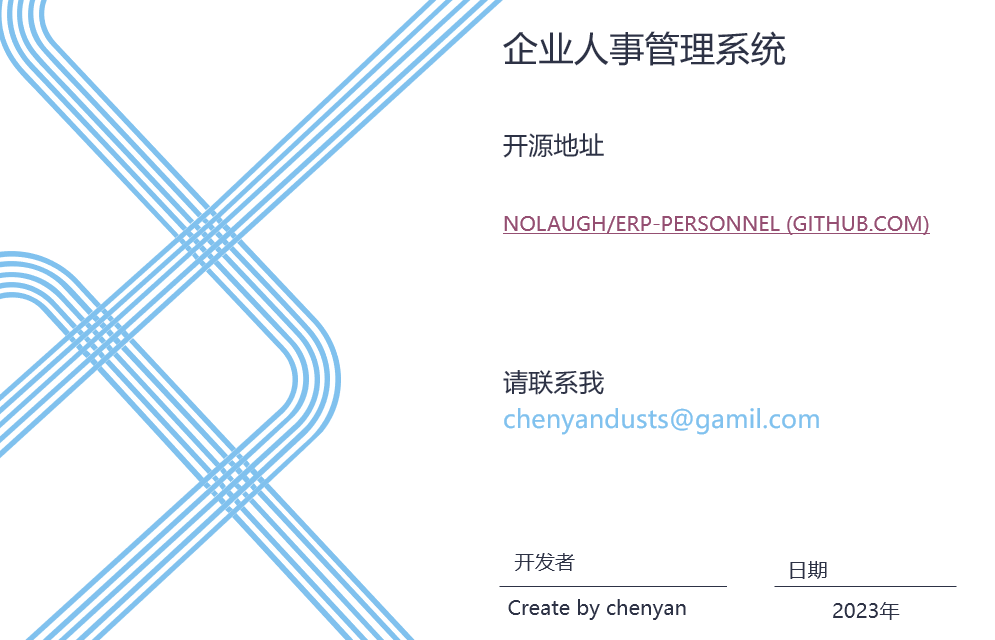 企业人事管理系统
开源地址
NOLAUGH/ERP-PERSONNEL (GITHUB.COM)
请联系我
chenyandusts@gamil.com
开发者
日期
Create by chenyan
2023年